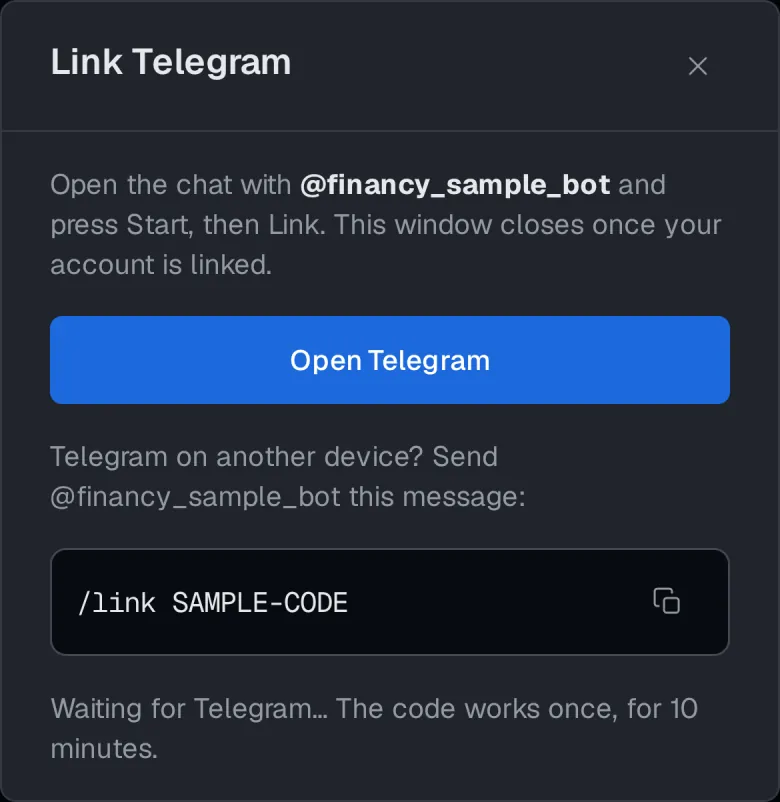 Link Telegram
Open the chat with @financy_sample_bot and
press Start, then Link. This window closes once your
account is linked.
Open Telegram
Telegram on another device? Send
@financy_sample_bot this message:
/link SAMPLE-CODE
Waiting for Telegram… The code works once, for 10
minutes.